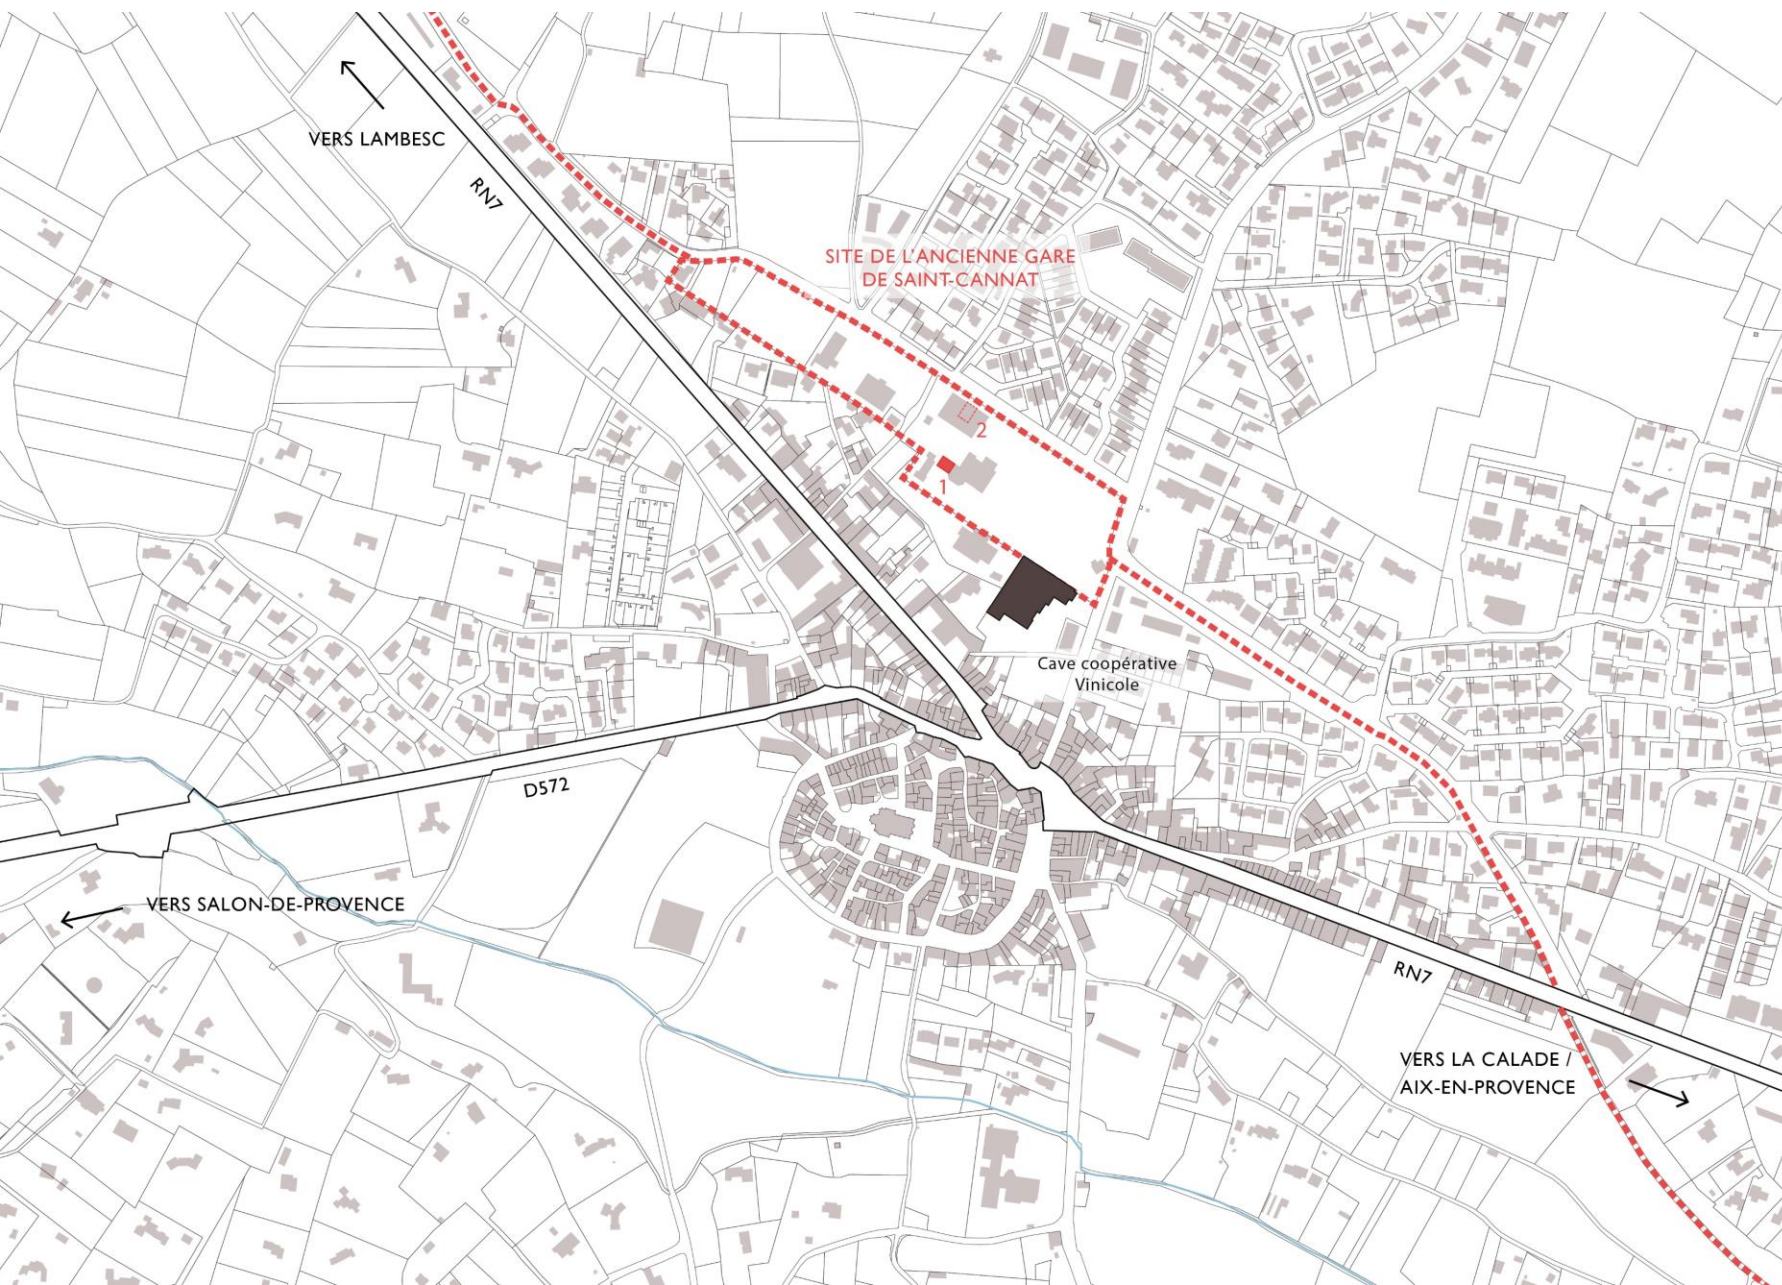 VERS LAMBESC
RN7
SITE DE L'ANCIENNE GARE
DE SAINT-CANNAT
2
1
Cave coopérative
Vinicole
D572
VERS SALON-DE-PROVENCE
RN7
VERS LA CALADE /
AIX-EN-PROVENCE